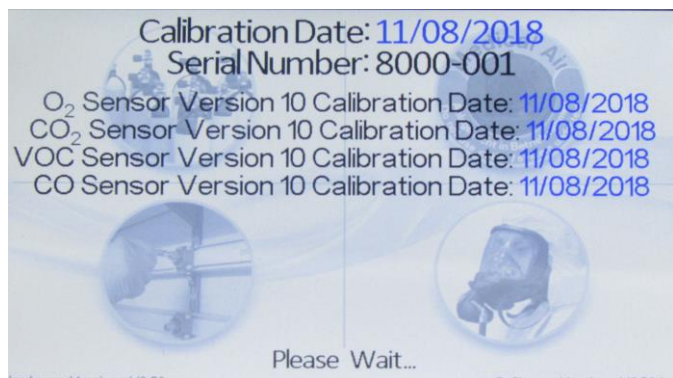 Calibration Date: 11/08/2018
Serial Number: 8000-001
O₂ Sensor Version 10 Calibration Date: 11/08/2018
CO₂ Sensor Version 10 Calibration Date: 11/08/2018
VOC Sensor Version 10 Calibration Date: 11/08/2018
CO Sensor Version 10 Calibration Date: 11/08/2018
Medical Air
Please Wait...